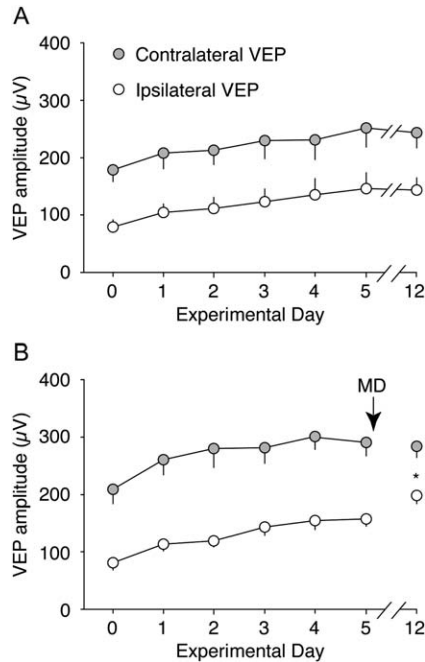 A
400
Contralateral VEP
300
Ipsilateral VEP
200
100
0
VEP amplitude (µV)
0 1 2 3 4 5 12
Experimental Day
B
MD
400
300
*
200
100
0
VEP amplitude (µV)
0 1 2 3 4 5 12
Experimental Day